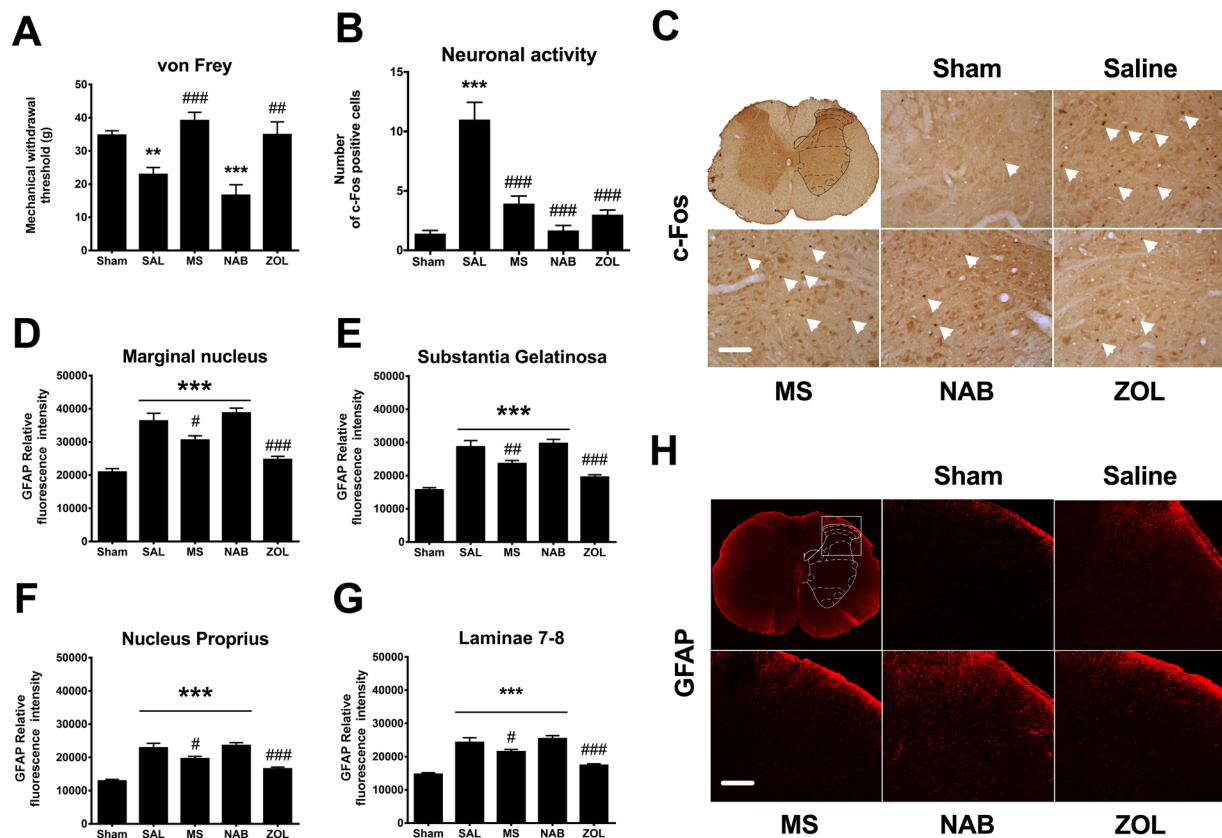 A
von Frey
Mechanical withdrawal
threshold (g)
50
40
30
20
10
0
**
###
***
##
Sham SAL MS NAB ZOL
B
Neuronal activity
Number
of c-Fos positive cells
15
10
5
0
***
###
###
###
Sham SAL MS NAB ZOL
C
Sham Saline
c-Fos
MS NAB ZOL
D
Marginal nucleus
GFAP Relative
fluorescence intensity
50000
40000
30000
20000
10000
0
***
#
###
Sham SAL MS NAB ZOL
E
Substantia Gelatinosa
GFAP Relative
fluorescence intensity
50000
40000
30000
20000
10000
0
***
##
###
Sham SAL MS NAB ZOL
F
Nucleus Proprius
GFAP Relative
fluorescence intensity
50000
40000
30000
20000
10000
0
***
#
###
Sham SAL MS NAB ZOL
G
Laminae 7-8
GFAP Relative
fluorescence intensity
50000
40000
30000
20000
10000
0
***
#
###
Sham SAL MS NAB ZOL
H
Sham Saline
GFAP
MS NAB ZOL